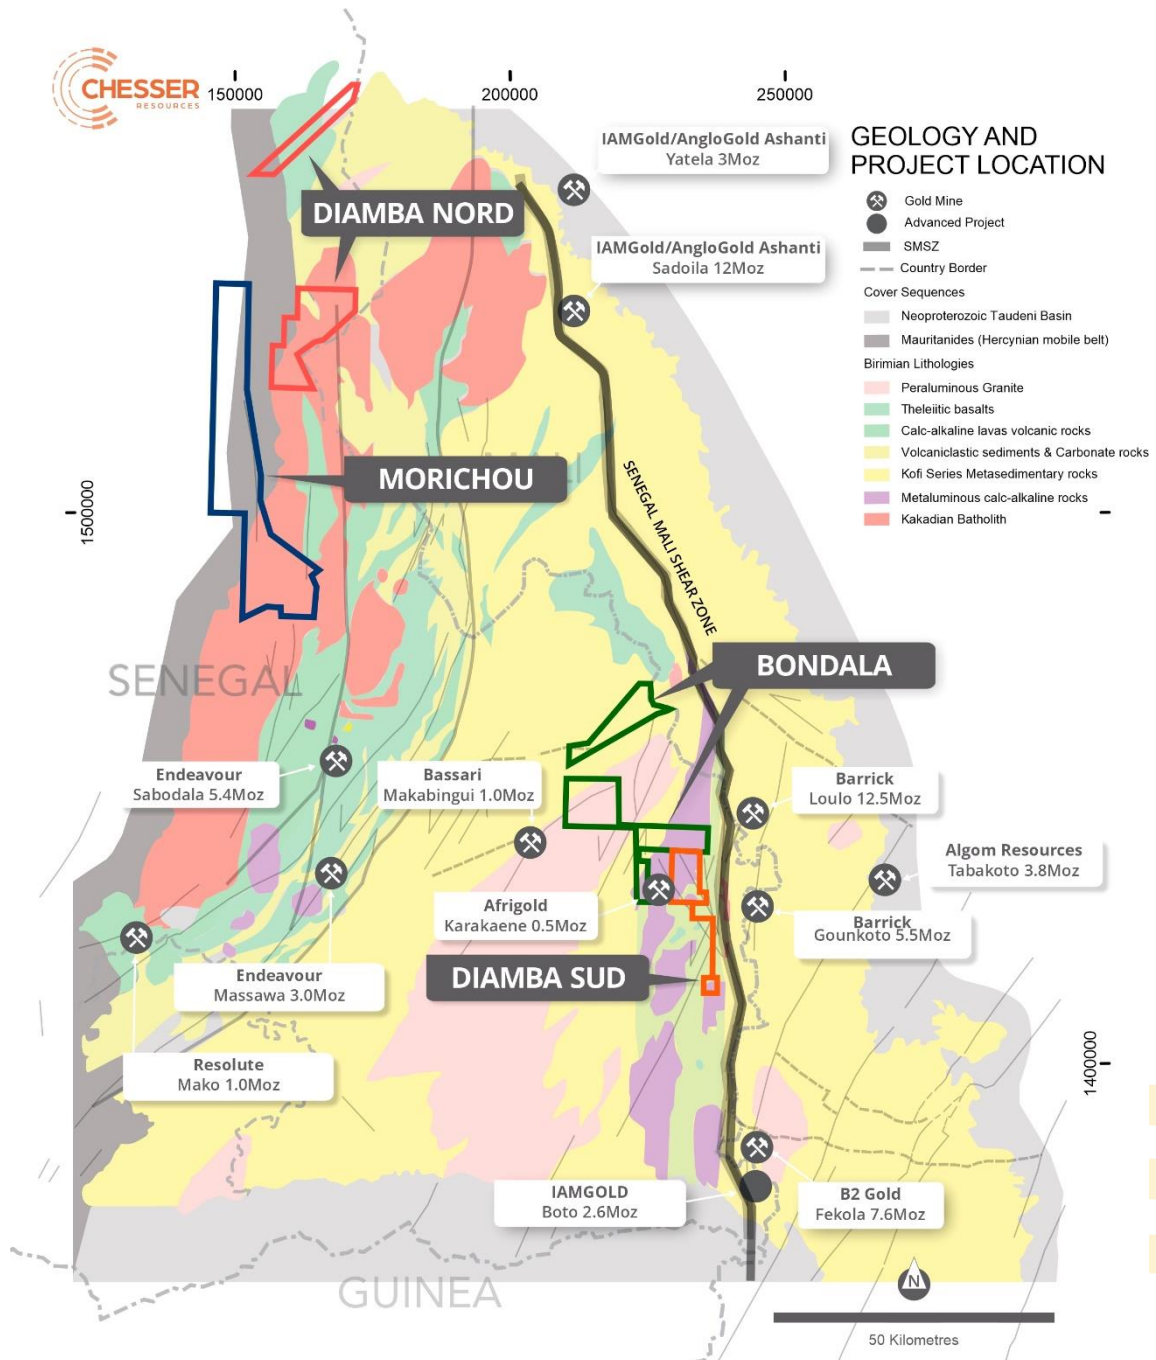 CHESSER
RESOURCES
150000
200000
250000
GEOLOGY AND
PROJECT LOCATION
Gold Mine
Advanced Project
SMSZ
Country Border
Cover Sequences
Neoproterozoic Taudeni Basin
Mauritanides (Hercynian mobile belt)
Birimian Lithologies
Peraluminous Granite
Theleiitic basalts
Calc-alkaline lavas volcanic rocks
Volcaniclastic sediments & Carbonate rocks
Kofi Series Metasedimentary rocks
Metaluminous calc-alkaline rocks
Kakadian Batholith
IAMGold/AngloGold Ashanti
Yatela 3Moz
DIAMBA NORD
IAMGold/AngloGold Ashanti
Sadoila 12Moz
MALI
MORICHOU
1500000
SENEGAL MALI SHEAR ZONE
SENEGAL
BONDALA
Endeavour
Sabodala 5.4Moz
Bassari
Makabingui 1.0Moz
Barrick
Loulo 12.5Moz
Algom Resources
Tabakoto 3.8Moz
Afrigold
Karakaene 0.5Moz
Barrick
Gounkoto 5.5Moz
Endeavour
Massawa 3.0Moz
DIAMBA SUD
Resolute
Mako 1.0Moz
1400000
IAMGOLD
Boto 2.6Moz
B2 Gold
Fekola 7.6Moz
GUINEA
N
50 Kilometres